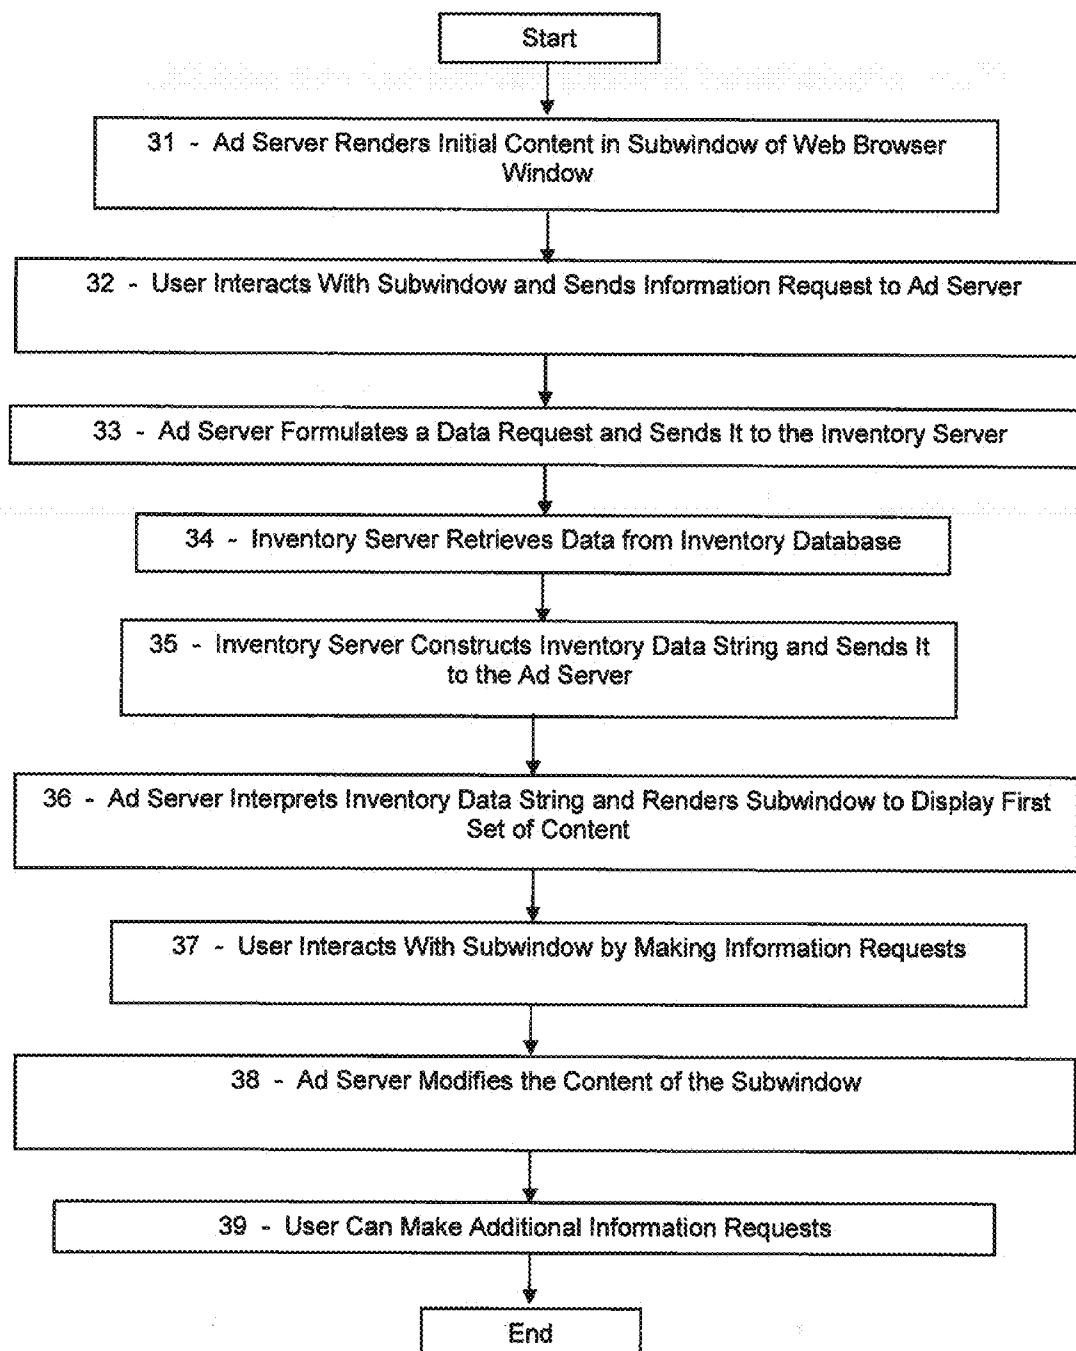 Start
31 - Ad Server Renders Initial Content in Subwindow of Web Browser
Window
32 - User Interacts With Subwindow and Sends Information Request to Ad Server
33 - Ad Server Formulates a Data Request and Sends It to the Inventory Server
34 - Inventory Server Retrieves Data from Inventory Database
35 - Inventory Server Constructs Inventory Data String and Sends It
to the Ad Server
36 - Ad Server Interprets Inventory Data String and Renders Subwindow to Display First
Set of Content
37 - User Interacts With Subwindow by Making Information Requests
38 - Ad Server Modifies the Content of the Subwindow
39 - User Can Make Additional Information Requests
End